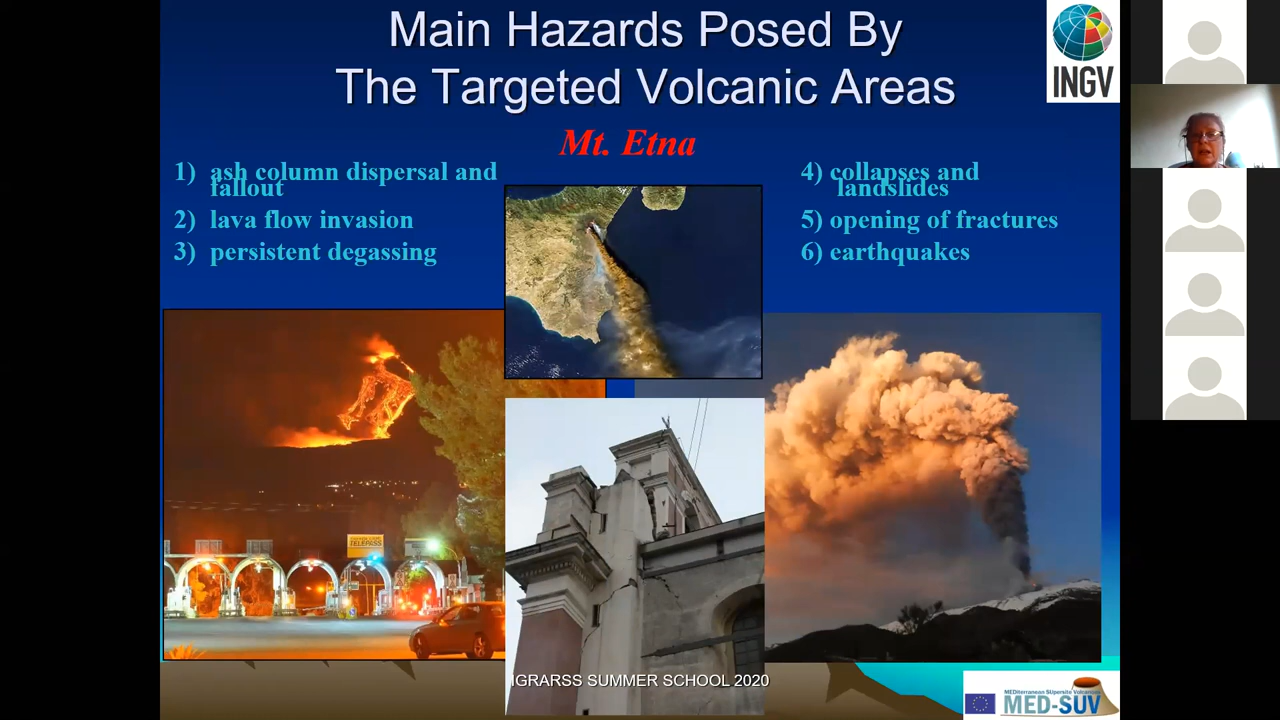 Main Hazards Posed By
The Targeted Volcanic Areas
INGV
Mt. Etna
1) ash column dispersal and
fallout
2) lava flow invasion
3) persistent degassing
4) collapses and
landslides
5) opening of fractures
6) earthquakes
TELEPASS
IGRARSS SUMMER SCHOOL 2020
MEDiterranean SUpersite Volcanoes
MED-SUV